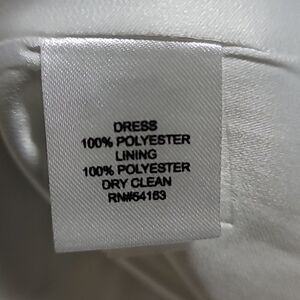 DRESS
100% POLYESTER
LINING
100% POLYESTER
DRY CLEAN
RN#54163